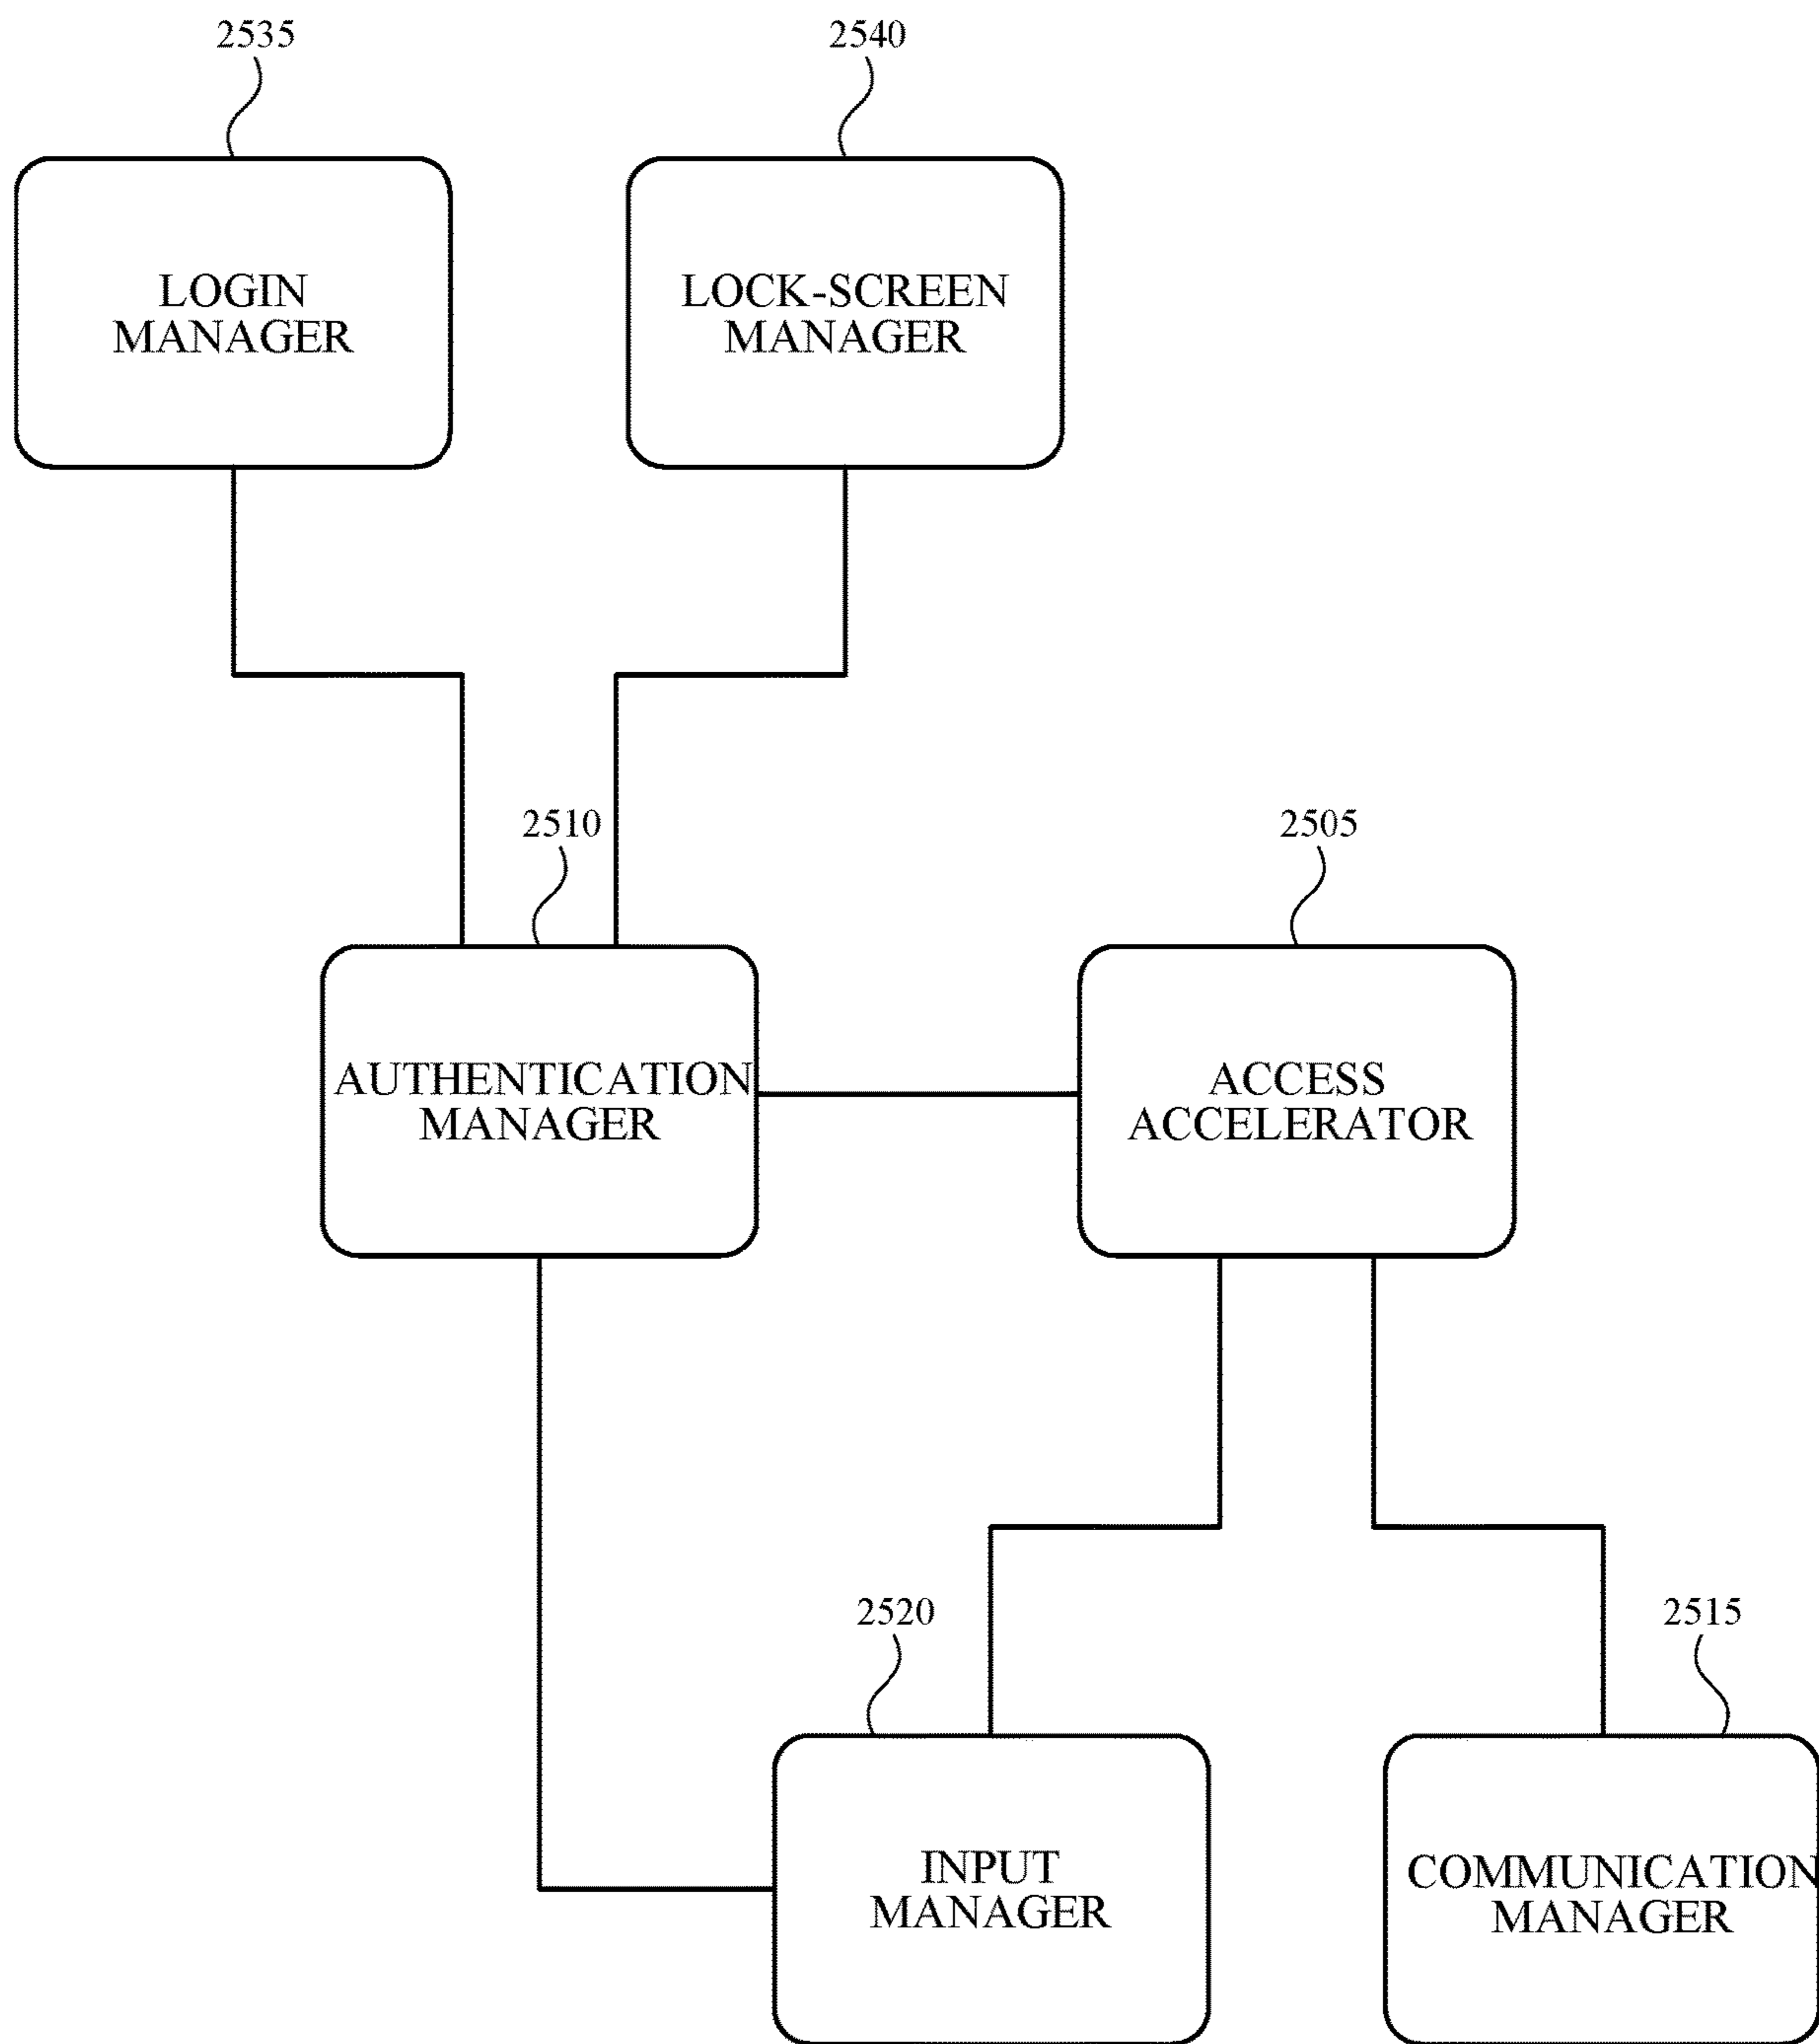 2535
2540
LOGIN
MANAGER
LOCK-SCREEN
MANAGER
2510
2505
AUTHENTICATION
MANAGER
ACCESS
ACCELERATOR
2520
2515
INPUT
MANAGER
COMMUNICATION
MANAGER